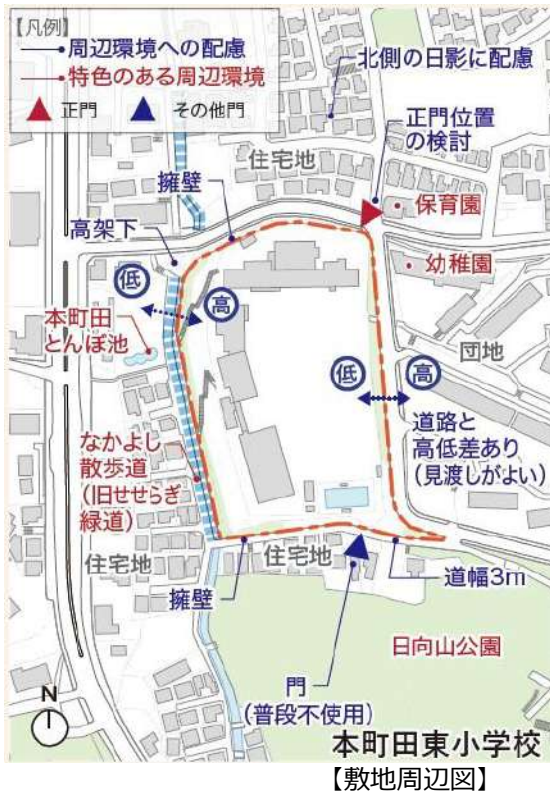 【凡例】
周辺環境への配慮
特色のある周辺環境
正門 その他門
北側の日影に配慮
正門位置
の検討
住宅地
擁壁
保育園
高架下
幼稚園
低
高
本町田
とんぼ池
団地
低
高
道路と
高低差あり
(見渡しがよい)
なかよし
散歩道
(旧せせらぎ
緑道)
住宅地
住宅地
擁壁
道幅3m
日向山公園
N
門
(普段不使用)
本町田東小学校
【敷地周辺図】